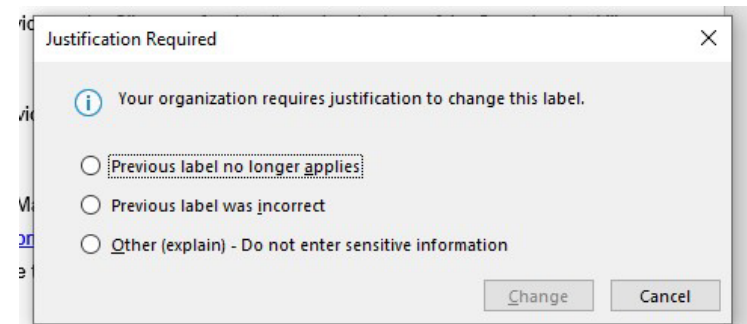 Justification Required
Your organization requires justification to change this label.
Previous label no longer applies
Previous label was incorrect
Other (explain) - Do not enter sensitive information
Change Cancel